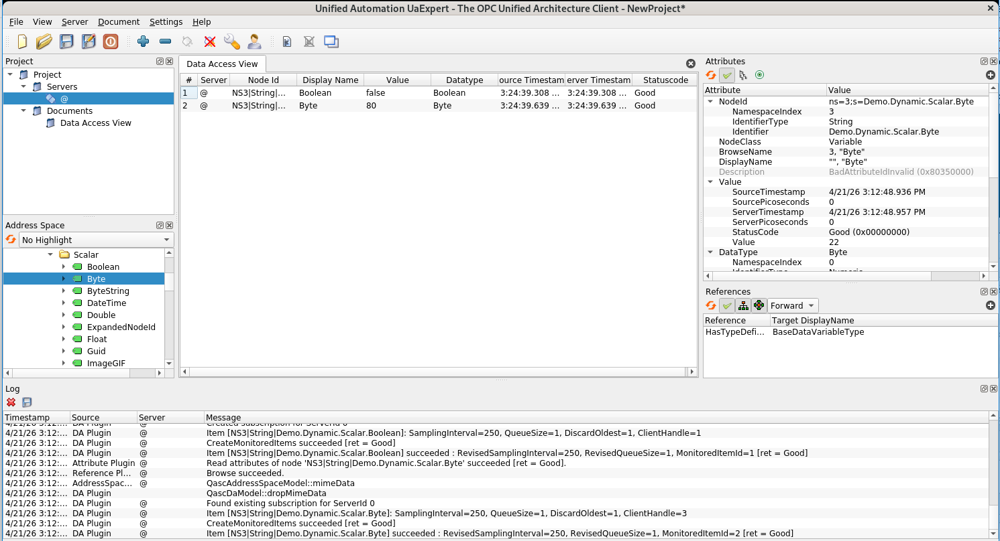 Unified Automation UaExpert - The OPC Unified Architecture Client - NewProject*
File View Server Document Settings Help
Project
Project
Servers
@
Documents
Data Access View
Address Space
No Highlight
Scalar
Boolean
Byte
ByteString
DateTime
Double
ExpandedNodeId
Float
Guid
ImageGIF
Data Access View
# Server Node Id Display Name Value Datatype ource Timestam erver Timestam Statuscode
1 @ NS3|String|... Boolean false Boolean 3:24:39.308 ... 3:24:39.308 ... Good
2 @ NS3|String|... Byte 80 Byte 3:24:39.639 ... 3:24:39.639 ... Good
Attributes
Attribute Value
NodeId ns=3;s=Demo.Dynamic.Scalar.Byte
NamespaceIndex 3
IdentifierType String
Identifier Demo.Dynamic.Scalar.Byte
NodeClass Variable
BrowseName 3, "Byte"
DisplayName "", "Byte"
Description BadAttributeIdInvalid (0x80350000)
Value
SourceTimestamp 4/21/26 3:12:48.936 PM
SourcePicoseconds 0
ServerTimestamp 4/21/26 3:12:48.957 PM
ServerPicoseconds 0
StatusCode Good (0x00000000)
Value 22
DataType Byte
NamespaceIndex 0
References
Forward
Reference Target DisplayName
HasTypeDefi... BaseDataVariableType
Log
Timestamp Source Server Message
4/21/26 3:12:... DA Plugin @ Created subscription for ServerId 0
4/21/26 3:12:... DA Plugin @ Item [NS3|String|Demo.Dynamic.Scalar.Boolean]: SamplingInterval=250, QueueSize=1, DiscardOldest=1, ClientHandle=1
4/21/26 3:12:... DA Plugin @ CreateMonitoredItems succeeded [ret = Good]
4/21/26 3:12:... DA Plugin @ Item [NS3|String|Demo.Dynamic.Scalar.Boolean] succeeded : RevisedSamplingInterval=250, RevisedQueueSize=1, MonitoredItemId=1 [ret = Good]
4/21/26 3:12:... Attribute Plugin @ Read attributes of node 'NS3|String|Demo.Dynamic.Scalar.Byte' succeeded [ret = Good].
4/21/26 3:12:... Reference Pl... @ Browse succeeded.
4/21/26 3:12:... AddressSpac... @ QascAddressSpaceModel::mimeData
4/21/26 3:12:... DA Plugin QascDaModel::dropMimeData
4/21/26 3:12:... DA Plugin @ Found existing subscription for ServerId 0
4/21/26 3:12:... DA Plugin @ Item [NS3|String|Demo.Dynamic.Scalar.Byte]: SamplingInterval=250, QueueSize=1, DiscardOldest=1, ClientHandle=3
4/21/26 3:12:... DA Plugin @ CreateMonitoredItems succeeded [ret = Good]
4/21/26 3:12:... DA Plugin @ Item [NS3|String|Demo.Dynamic.Scalar.Byte] succeeded : RevisedSamplingInterval=250, RevisedQueueSize=1, MonitoredItemId=2 [ret = Good]